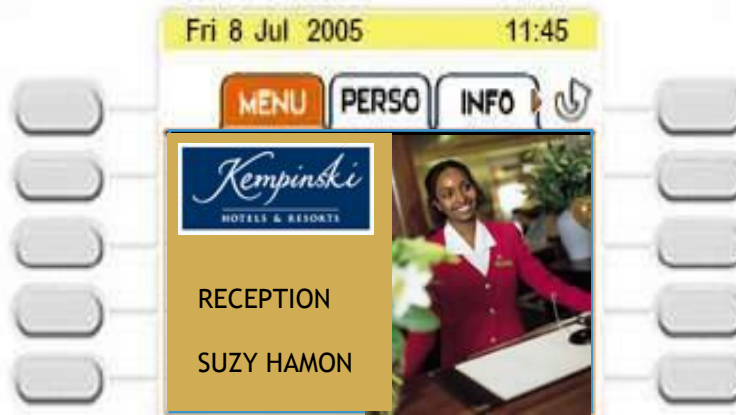 Fri 8 Jul 2005 11:45
MENU PERSO INFO
Kempinski
HOTELS & RESORTS
RECEPTION
SUZY HAMON